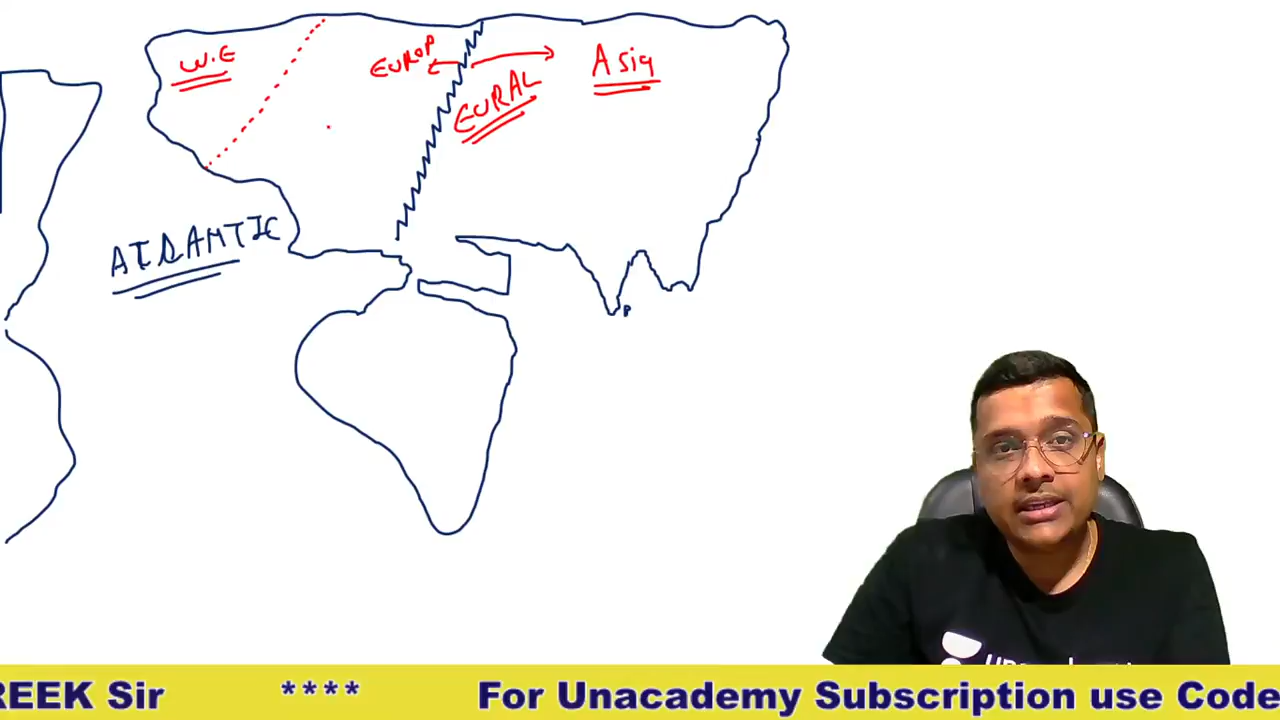 W.E
EUROP
EURAL
Asia
ATLANTIC
REEK Sir **** For Unacademy Subscription use Code